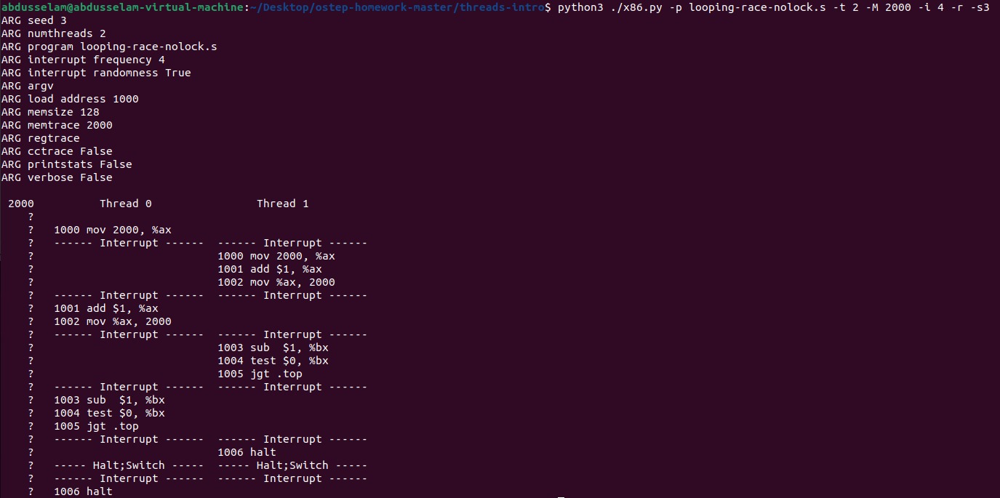 abdusselam@abdusselam-virtual-machine:~/Desktop/ostep-homework-master/threads-intro$ python3 ./x86.py -p looping-race-nolock.s -t 2 -M 2000 -i 4 -r -s3
ARG seed 3
ARG numthreads 2
ARG program looping-race-nolock.s
ARG interrupt frequency 4
ARG interrupt randomness True
ARG argv
ARG load address 1000
ARG memsize 128
ARG memtrace 2000
ARG regtrace
ARG cctrace False
ARG printstats False
ARG verbose False

 2000          Thread 0                Thread 1
    ?
    ?   1000 mov 2000, %ax
    ?   ------ Interrupt ------  ------ Interrupt ------
    ?                            1000 mov 2000, %ax
    ?                            1001 add $1, %ax
    ?                            1002 mov %ax, 2000
    ?   ------ Interrupt ------  ------ Interrupt ------
    ?   1001 add $1, %ax
    ?   1002 mov %ax, 2000
    ?   ------ Interrupt ------  ------ Interrupt ------
    ?                            1003 sub  $1, %bx
    ?                            1004 test $0, %bx
    ?                            1005 jgt .top
    ?   ------ Interrupt ------  ------ Interrupt ------
    ?   1003 sub  $1, %bx
    ?   1004 test $0, %bx
    ?   1005 jgt .top
    ?   ------ Interrupt ------  ------ Interrupt ------
    ?                            1006 halt
    ?   ----- Halt;Switch -----  ----- Halt;Switch -----
    ?   ------ Interrupt ------  ------ Interrupt ------
    ?   1006 halt